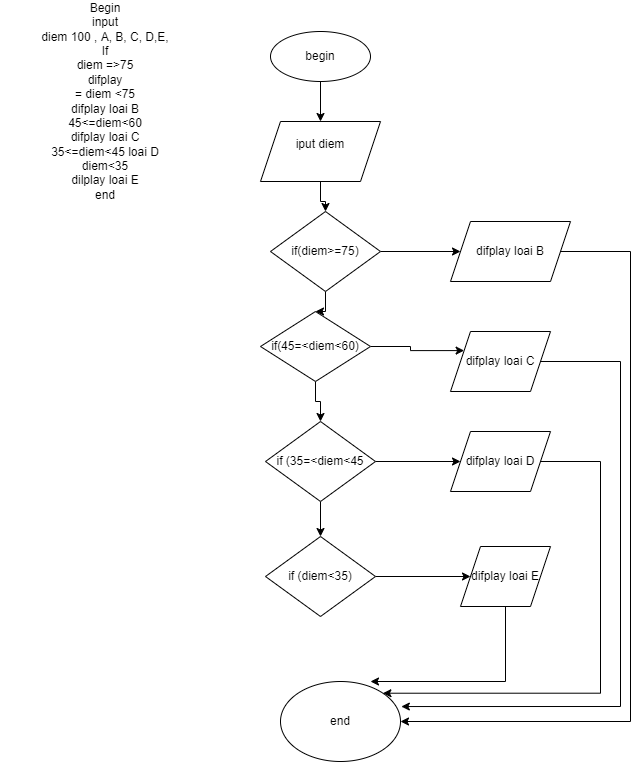 Begin
input
diem 100 , A, B, C, D,E,
If
diem =>75
difplay
= diem <75
difplay loai B
45<=diem<60
difplay loai C
35<=diem<45 loai D
diem<35
dilplay loai E
end
begin
iput diem
if(diem>=75)
difplay loai B
if(45=<diem<60)
difplay loai C
if (35=<diem<45
difplay loai D
if (diem<35)
difplay loai E
end